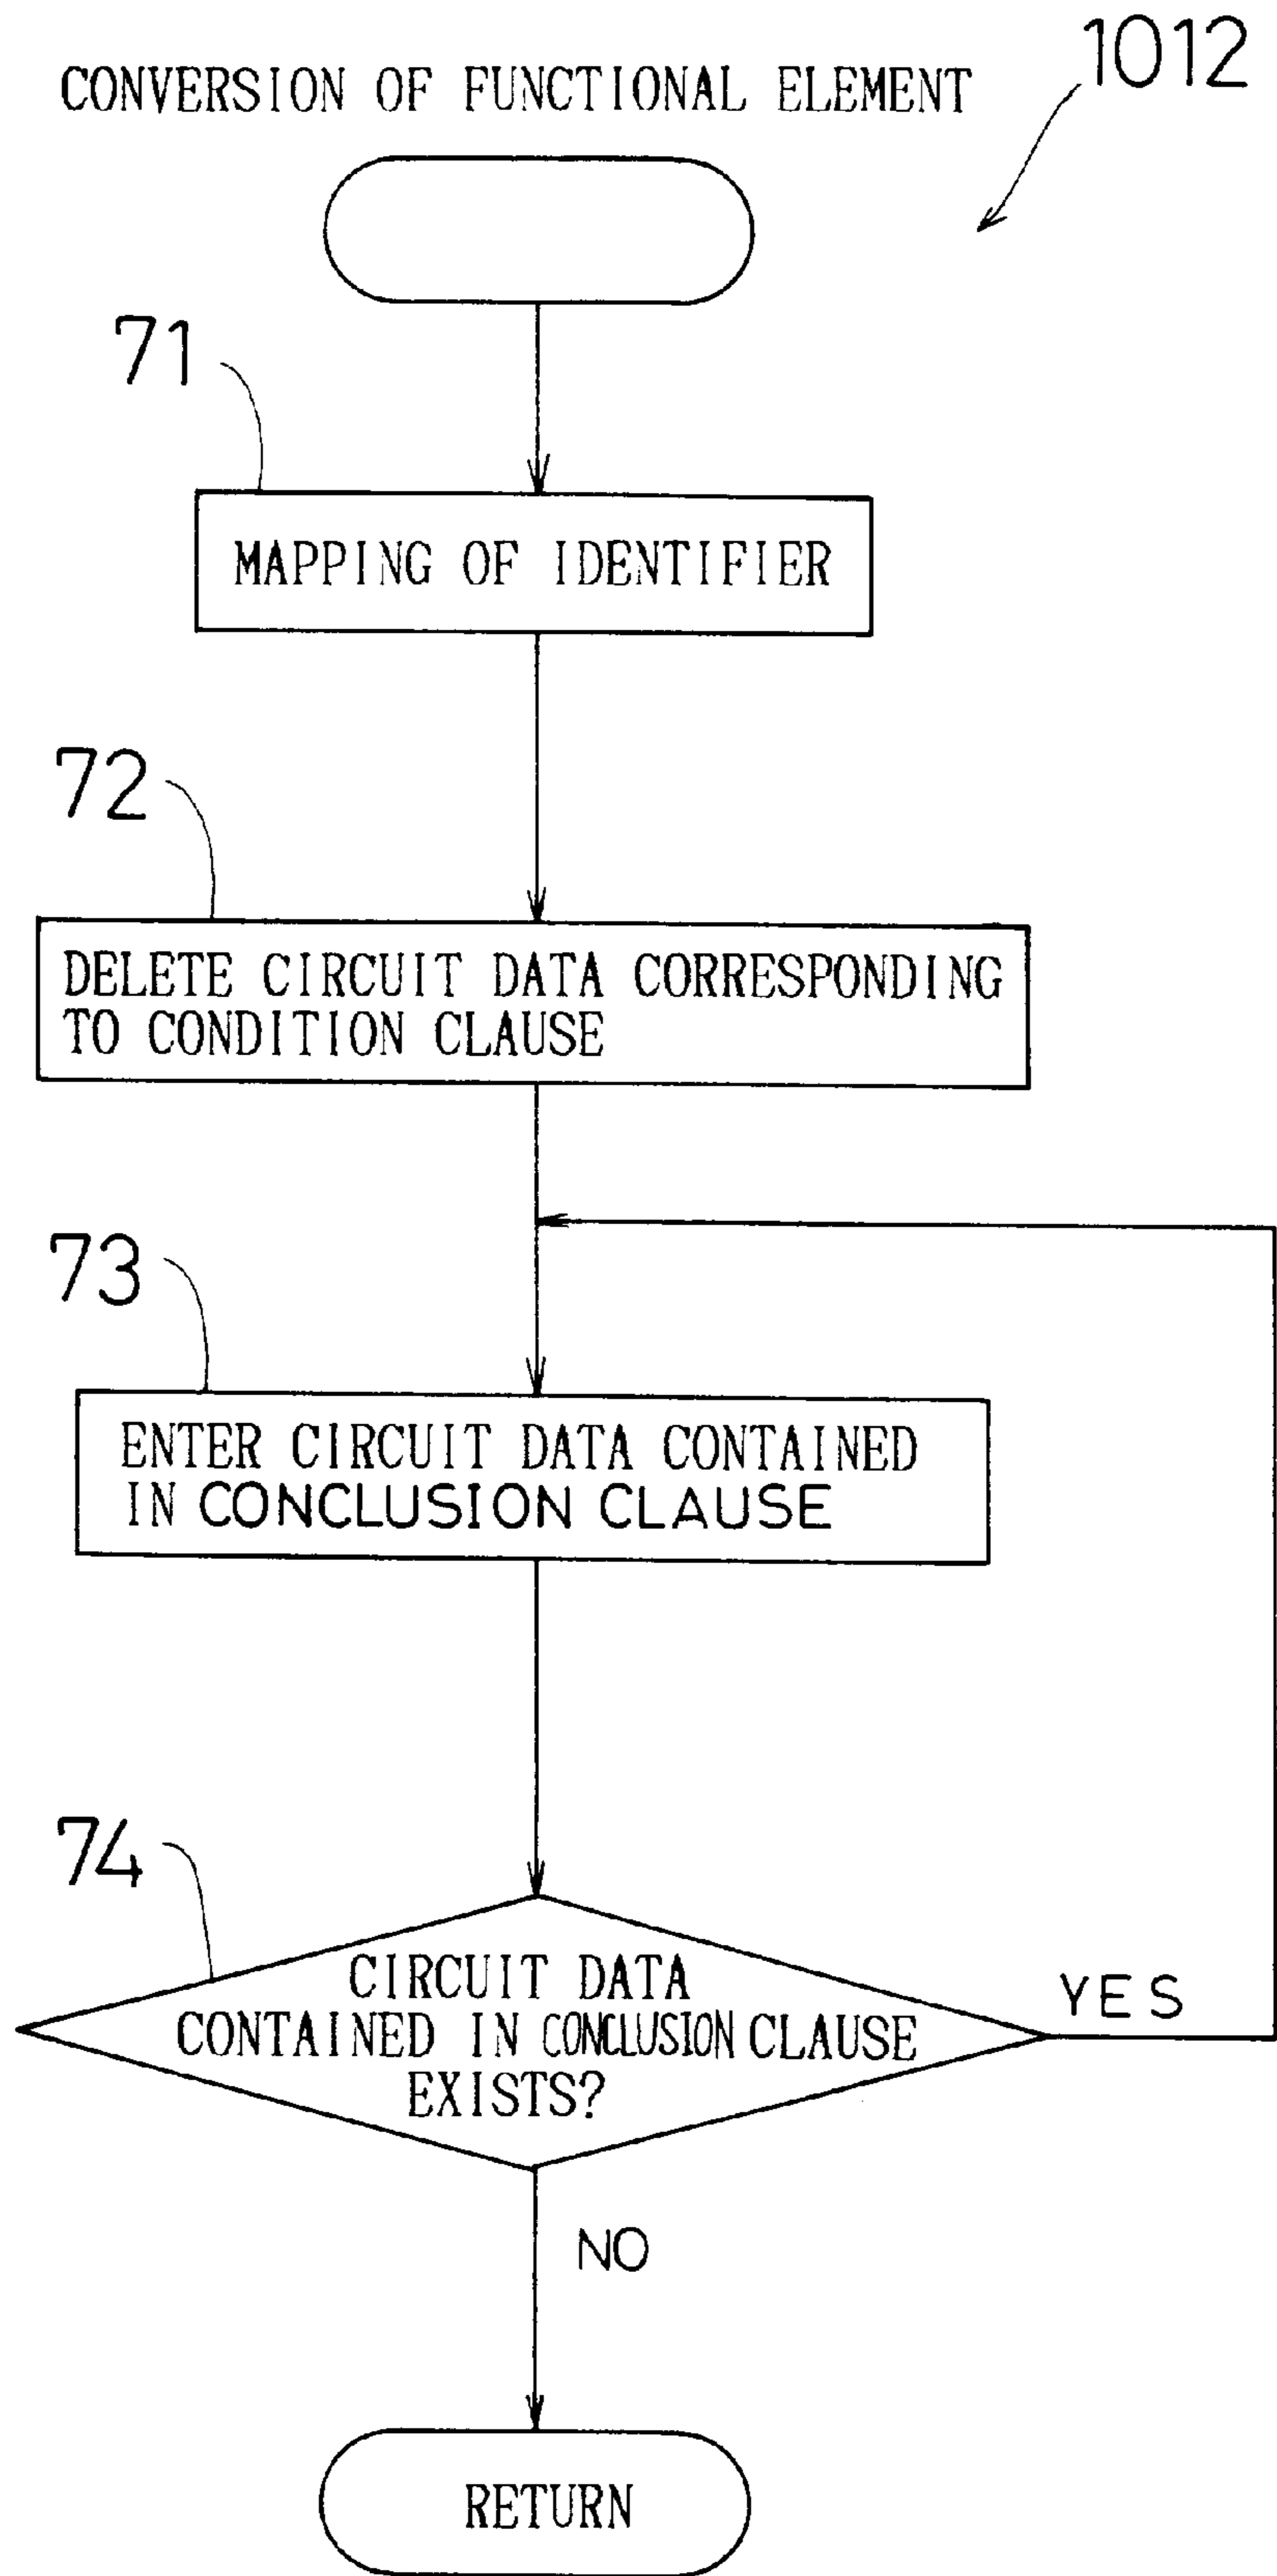 1012
CONVERSION OF FUNCTIONAL ELEMENT
71
MAPPING OF IDENTIFIER
72
DELETE CIRCUIT DATA CORRESPONDING
TO CONDITION CLAUSE
73
ENTER CIRCUIT DATA CONTAINED
IN CONCLUSION CLAUSE
74
CIRCUIT DATA
CONTAINED IN CONCLUSION CLAUSE
EXISTS?
YES
NO
RETURN